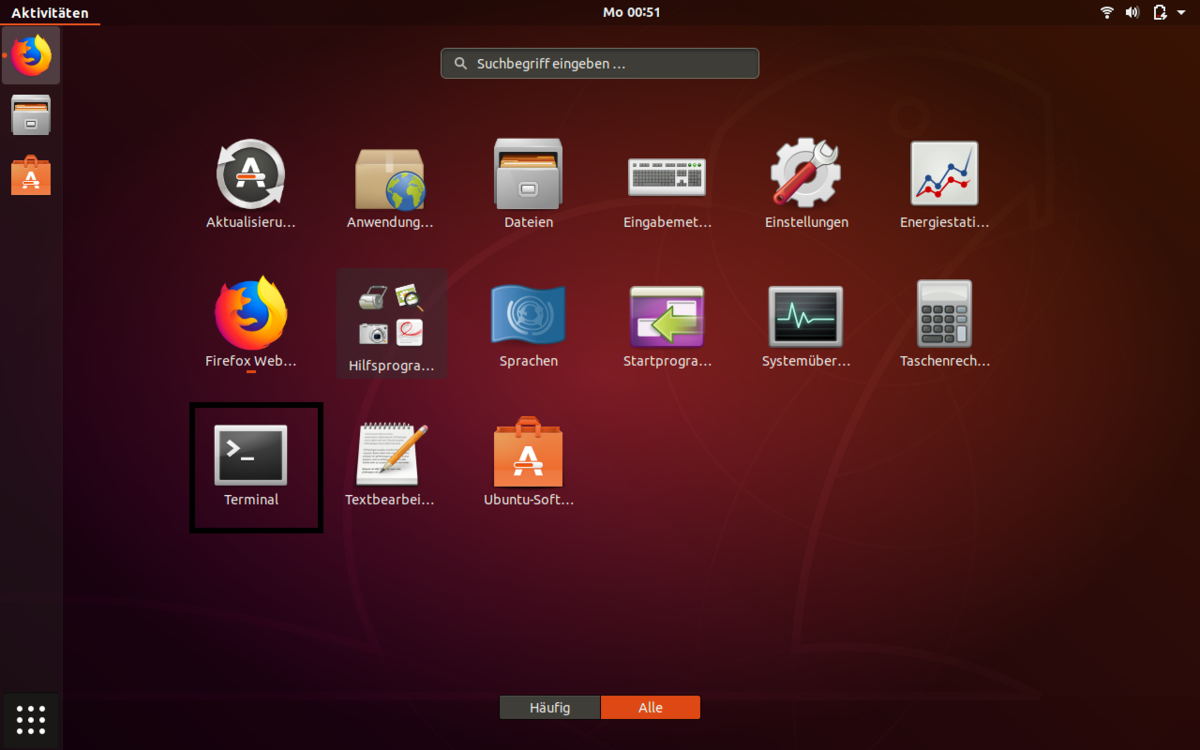 Aktivitäten
Mo 00:51
Suchbegriff eingeben ...
Aktualisieru...
Anwendung...
Dateien
Eingabemet...
Einstellungen
Energiestati...
Firefox Web...
Hilfsprogra...
Sprachen
Startprogra...
Systemüber...
Taschenrech...
Terminal
Textbearbei...
Ubuntu-Soft...
Häufig
Alle